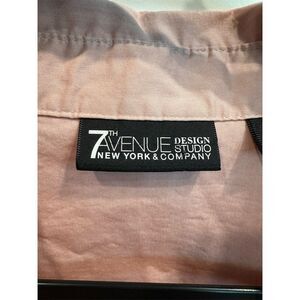 7TH AVENUE DESIGN STUDIO
NEW YORK & COMPANY